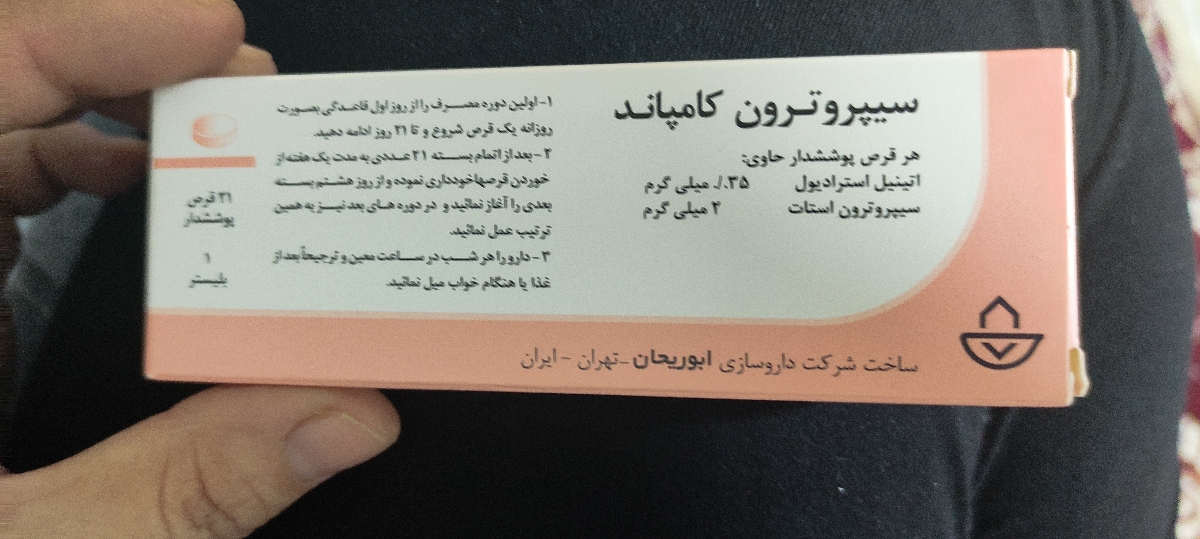 سیپروترون کامپاند
هر قرص پوششدار حاوی:
اتینیل استرادیول ۰/۰۳۵ میلی گرم
سیپروترون استات ۲ میلی گرم
۱- اولین دوره مصرف را از روز اول قاعدگی بصورت
روزانه یک قرص شروع و تا ۲۱ روز ادامه دهید.
۲- بعد از اتمام بسته ۲۱ عددی به مدت یک هفته از
خوردن قرصها خودداری نموده و از روز هشتم بسته
بعدی را آغاز نمائید و در دوره های بعد نیز به همین
ترتیب عمل نمائید.
۳- دارو را هر شب در ساعت معین و ترجیحاً بعد از
غذا یا هنگام خواب میل نمائید.
۲۱ قرص
پوششدار
۱
بلیستر
ساخت شرکت داروسازی ابوریحان - تهران - ایران